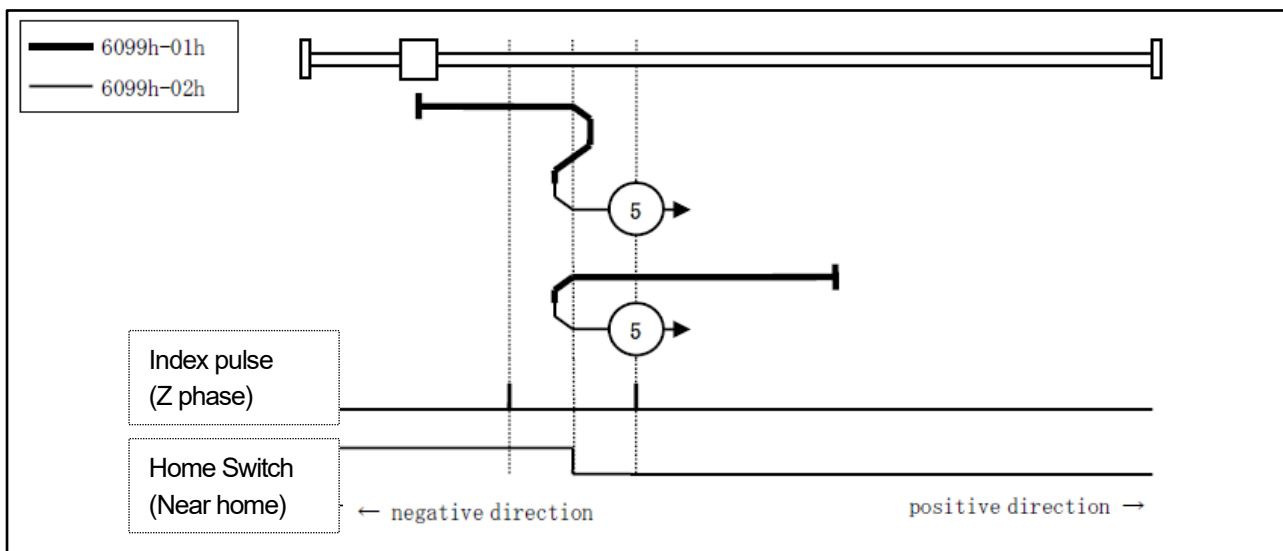 6099h-01h
6099h-02h
5
5
Index pulse
(Z phase)
Home Switch
(Near home)
← negative direction
positive direction →